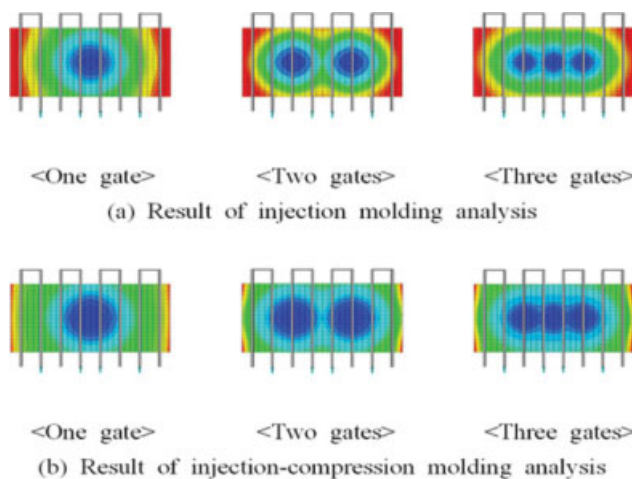 <One gate> <Two gates> <Three gates>
(a) Result of injection molding analysis
<One gate> <Two gates> <Three gates>
(b) Result of injection-compression molding analysis